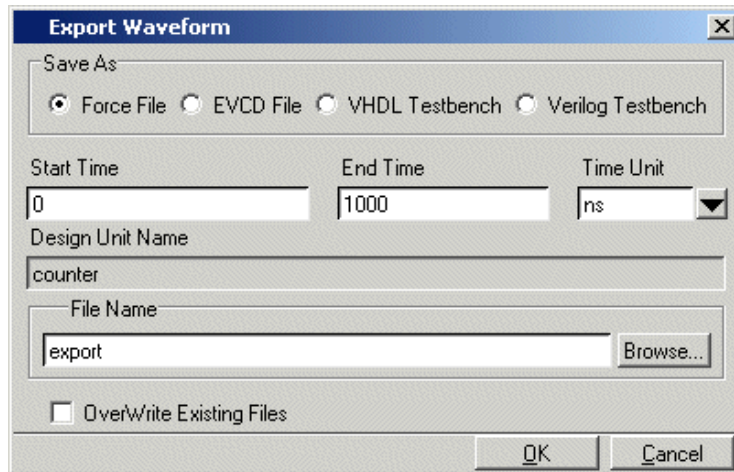 Export Waveform
Save As
Force File EVCD File VHDL Testbench Verilog Testbench
Start Time End Time Time Unit
0 1000 ns
Design Unit Name
counter
File Name
export Browse...
OverWrite Existing Files
OK Cancel